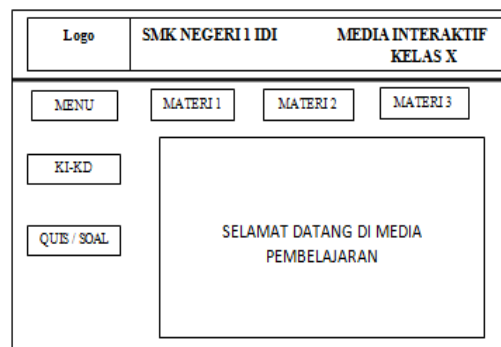 Logo
SMK NEGERI 1 IDI
MEDIA INTERAKTIF
KELAS X
MENU
MATERI 1
MATERI 2
MATERI 3
KI-KD
QUIS / SOAL
SELAMAT DATANG DI MEDIA
PEMBELAJARAN